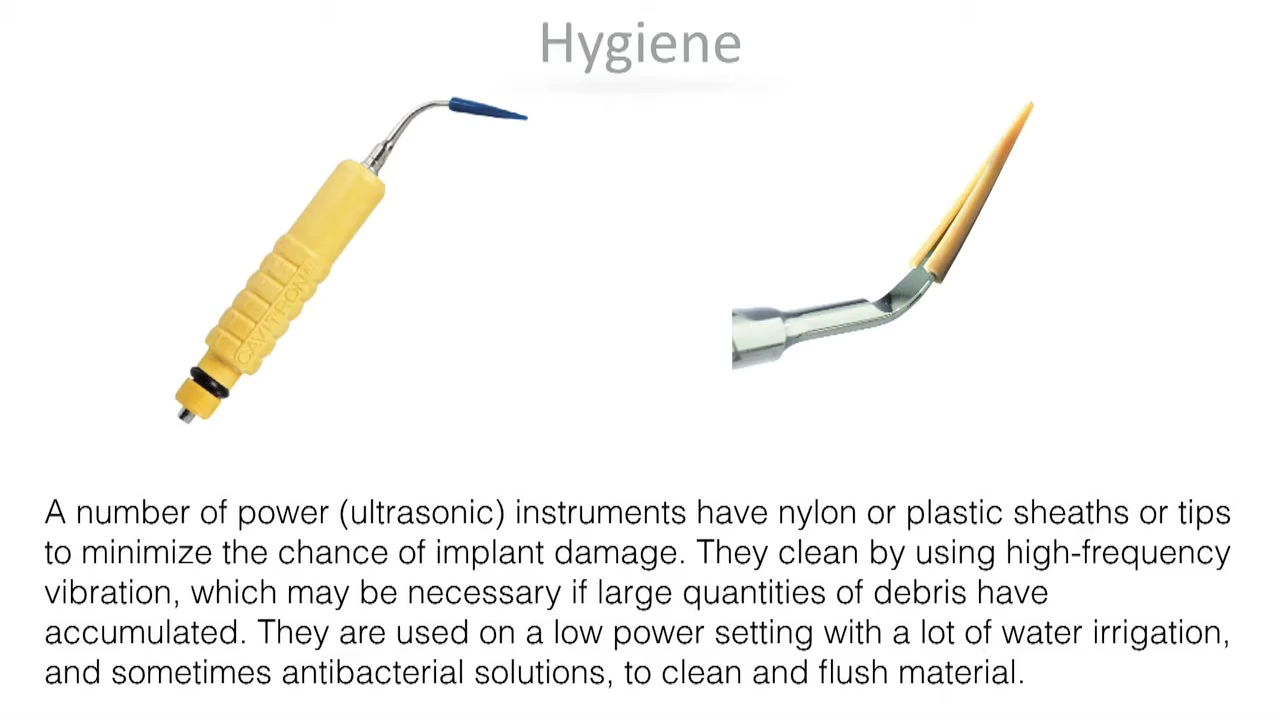 Hygiene
CAVITRON
A number of power (ultrasonic) instruments have nylon or plastic sheaths or tips
to minimize the chance of implant damage. They clean by using high-frequency
vibration, which may be necessary if large quantities of debris have
accumulated. They are used on a low power setting with a lot of water irrigation,
and sometimes antibacterial solutions, to clean and flush material.